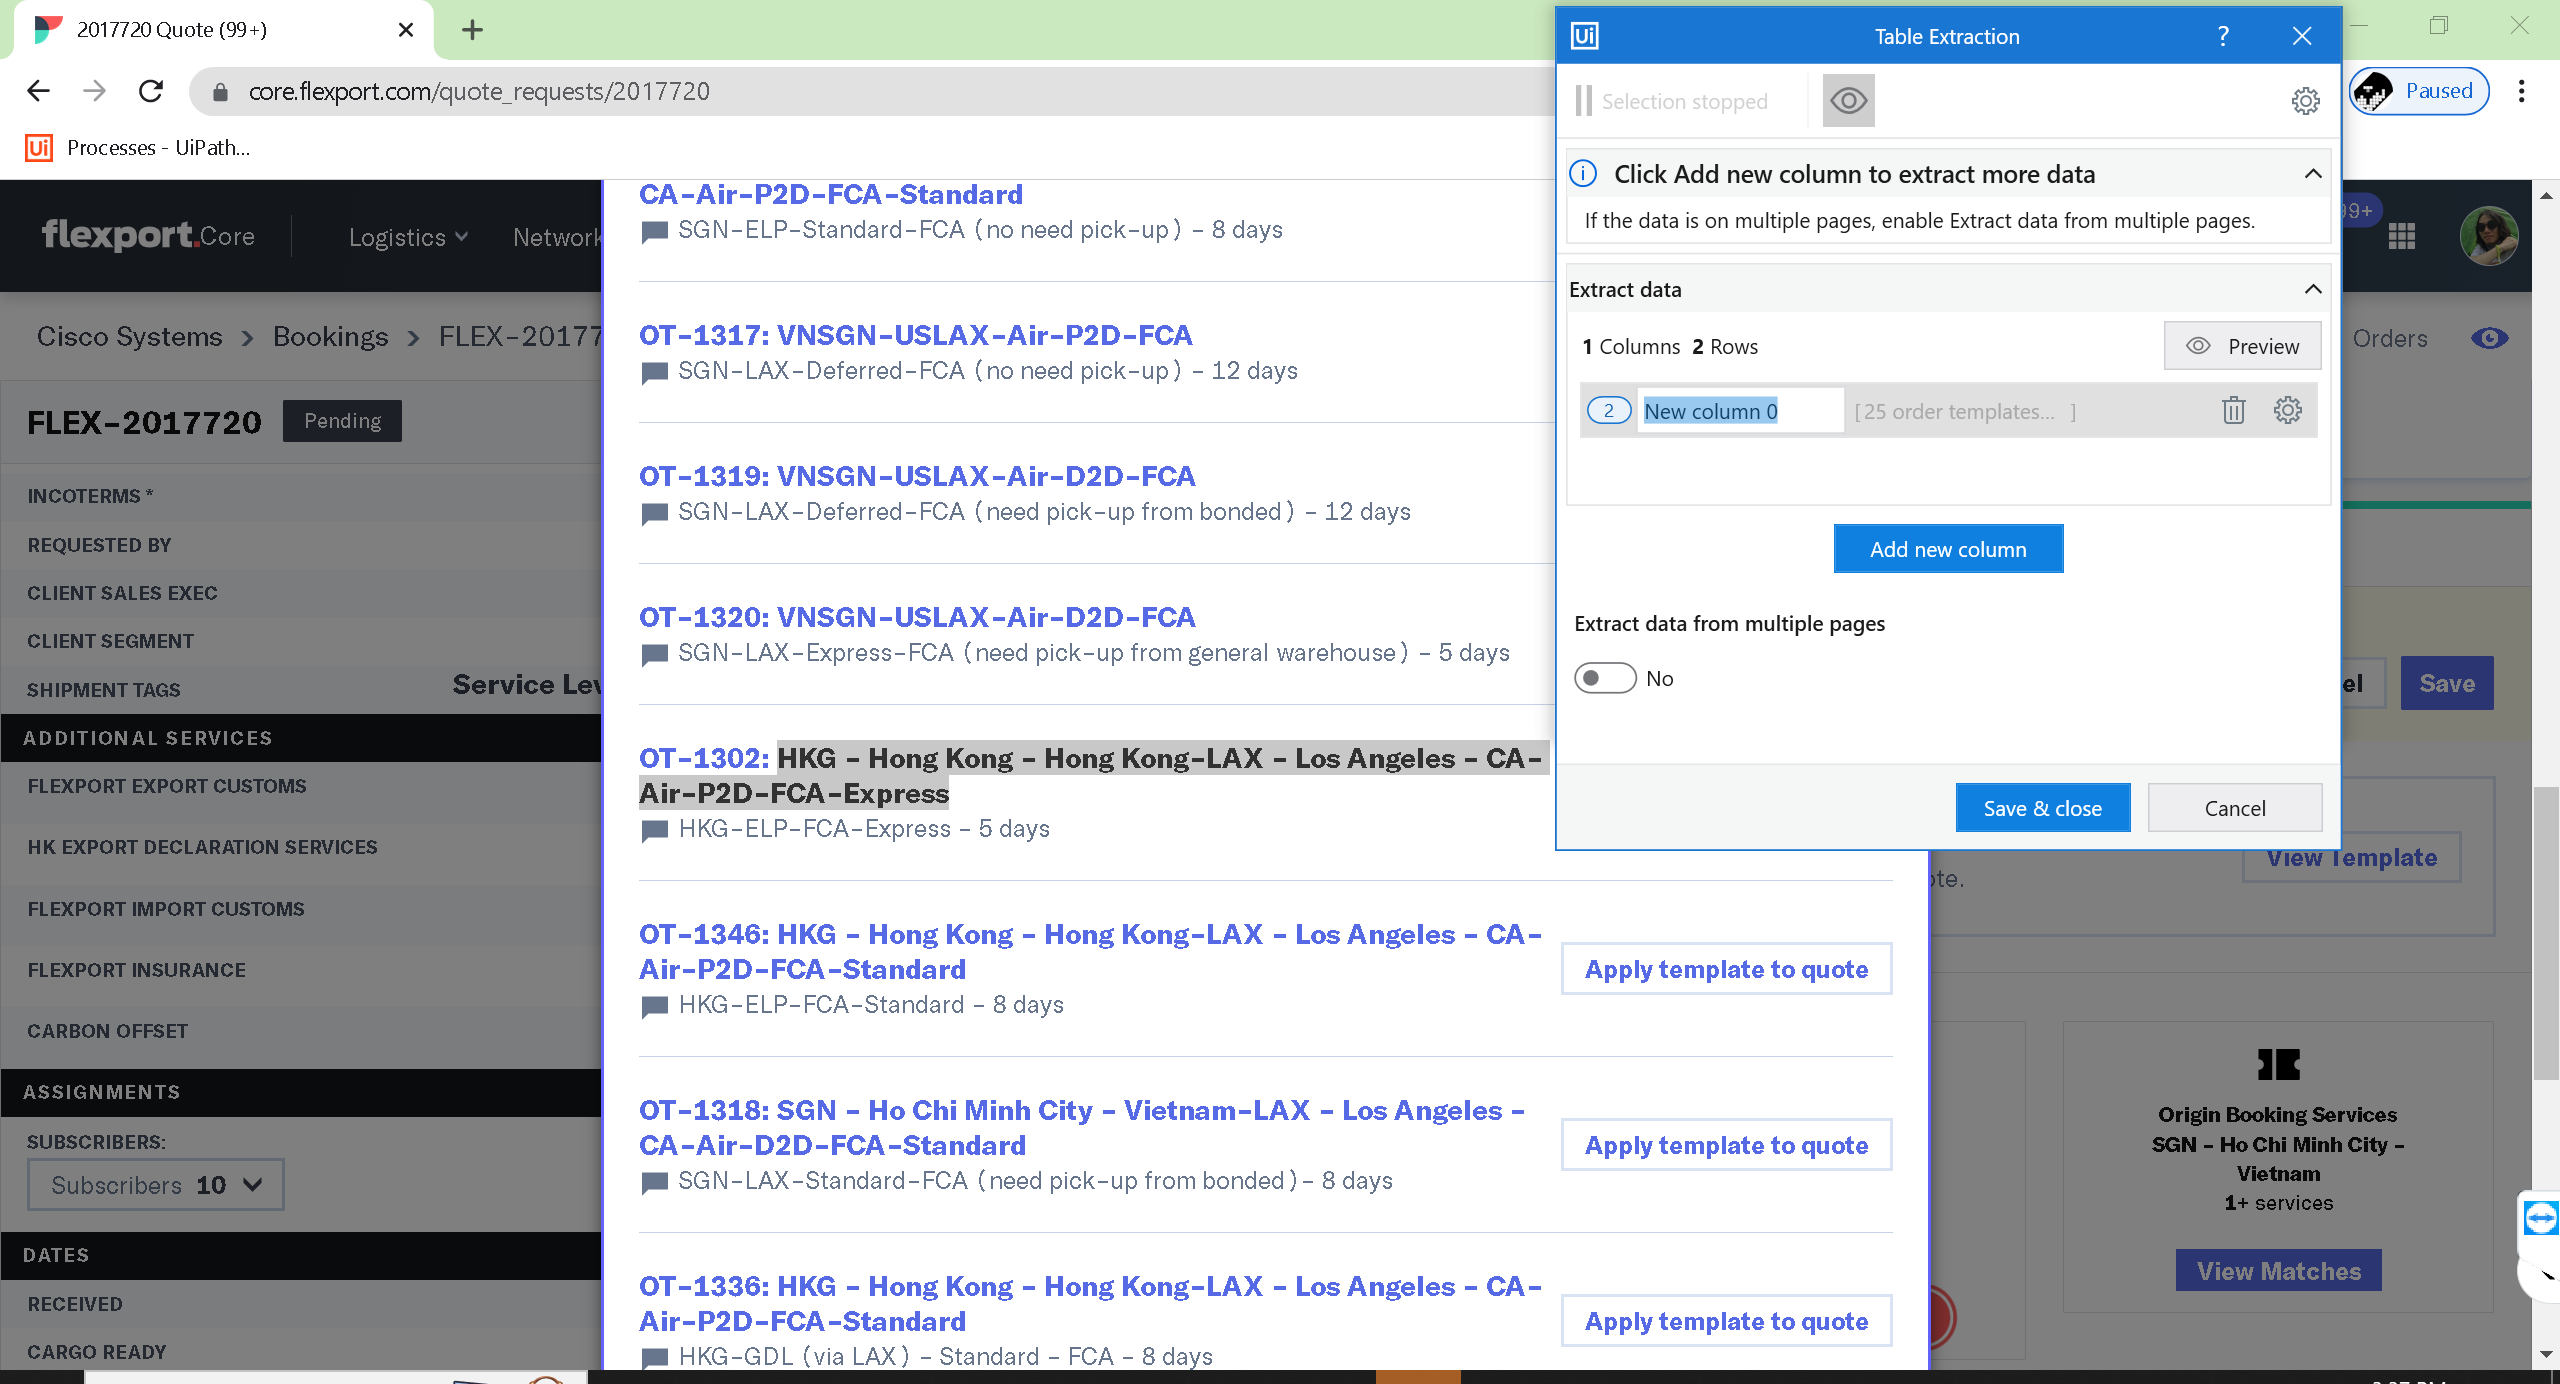 2017720 Quote (99+)
core.flexport.com/quote_requests/2017720
Paused
Processes - UiPath...
flexport.Core
Logistics
Network
99+
Cisco Systems > Bookings > FLEX-20177
Orders
FLEX-2017720 Pending
INCOTERMS *
REQUESTED BY
CLIENT SALES EXEC
CLIENT SEGMENT
SHIPMENT TAGS
Service Lev
ADDITIONAL SERVICES
FLEXPORT EXPORT CUSTOMS
HK EXPORT DECLARATION SERVICES
FLEXPORT IMPORT CUSTOMS
FLEXPORT INSURANCE
CARBON OFFSET
ASSIGNMENTS
SUBSCRIBERS:
Subscribers 10
DATES
RECEIVED
CARGO READY
CA-Air-P2D-FCA-Standard
SGN-ELP-Standard-FCA (no need pick-up) - 8 days
OT-1317: VNSGN-USLAX-Air-P2D-FCA
SGN-LAX-Deferred-FCA (no need pick-up) - 12 days
OT-1319: VNSGN-USLAX-Air-D2D-FCA
SGN-LAX-Deferred-FCA (need pick-up from bonded) - 12 days
OT-1320: VNSGN-USLAX-Air-D2D-FCA
SGN-LAX-Express-FCA (need pick-up from general warehouse) - 5 days
OT-1302: HKG - Hong Kong - Hong Kong-LAX - Los Angeles - CA-
Air-P2D-FCA-Express
HKG-ELP-FCA-Express - 5 days
OT-1346: HKG - Hong Kong - Hong Kong-LAX - Los Angeles - CA-
Air-P2D-FCA-Standard
HKG-ELP-FCA-Standard - 8 days
Apply template to quote
OT-1318: SGN - Ho Chi Minh City - Vietnam-LAX - Los Angeles -
CA-Air-D2D-FCA-Standard
SGN-LAX-Standard-FCA (need pick-up from bonded)- 8 days
Apply template to quote
OT-1336: HKG - Hong Kong - Hong Kong-LAX - Los Angeles - CA-
Air-P2D-FCA-Standard
HKG-GDL (via LAX) - Standard - FCA - 8 days
Apply template to quote
Ui
Table Extraction
?
Selection stopped
Click Add new column to extract more data
If the data is on multiple pages, enable Extract data from multiple pages.
Extract data
1 Columns 2 Rows
Preview
2 New column 0 [ 25 order templates... ]
Add new column
Extract data from multiple pages
No
Save & close
Cancel
el
Save
View Template
ote.
Origin Booking Services
SGN - Ho Chi Minh City -
Vietnam
1+ services
View Matches